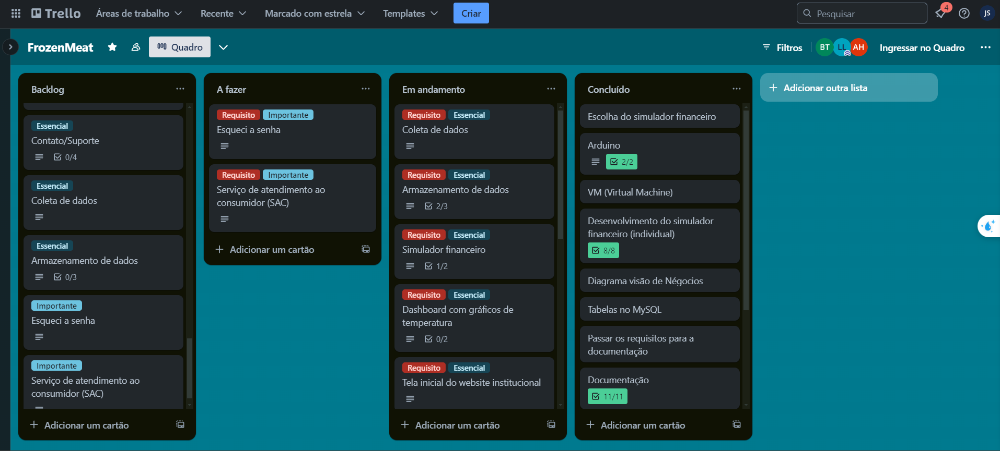 Trello
Áreas de trabalho
Recente
Marcado com estrela
Templates
Criar
Pesquisar
4
JS
FrozenMeat
Quadro
Filtros
BT
LL
AH
Ingressar no Quadro
Backlog
Essencial
Contato/Suporte
0/4
Essencial
Coleta de dados
Essencial
Armazenamento de dados
0/3
Importante
Esqueci a senha
Importante
Serviço de atendimento ao
consumidor (SAC)
Adicionar um cartão
A fazer
Requisito Importante
Esqueci a senha
Requisito Importante
Serviço de atendimento ao
consumidor (SAC)
Adicionar um cartão
Em andamento
Requisito Essencial
Coleta de dados
Requisito Essencial
Armazenamento de dados
2/3
Requisito Essencial
Simulador financeiro
1/2
Requisito Essencial
Dashboard com gráficos de
temperatura
0/2
Requisito Essencial
Tela inicial do website institucional
Adicionar um cartão
Concluído
Escolha do simulador financeiro
Arduino
2/2
VM (Virtual Machine)
Desenvolvimento do simulador
financeiro (individual)
8/8
Diagrama visão de Négocios
Tabelas no MySQL
Passar os requisitos para a
documentação
Documentação
11/11
Adicionar um cartão
Adicionar outra lista